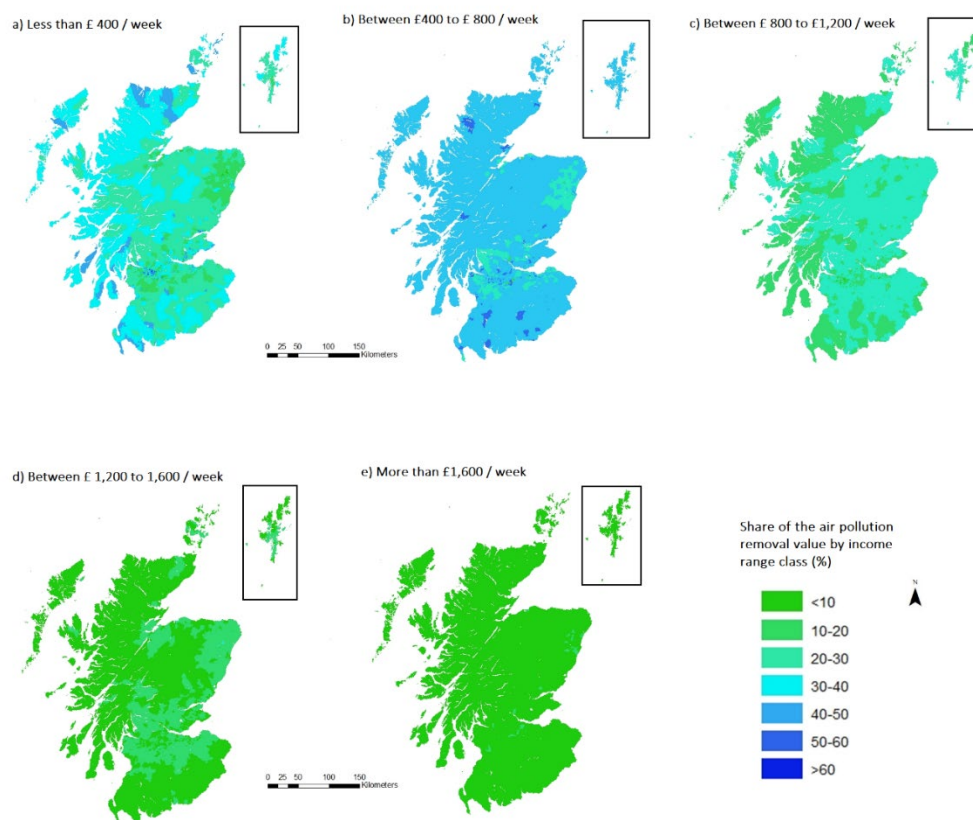 a) Less than £ 400 / week
b) Between £400 to £ 800 / week
c) Between £ 800 to £1,200 / week
0 25 50 100 150
Kilometers
d) Between £ 1,200 to 1,600 / week
e) More than £1,600 / week
0 25 50 100 150
Kilometers
Share of the air pollution
removal value by income
range class (%)
N
<10
10-20
20-30
30-40
40-50
50-60
>60